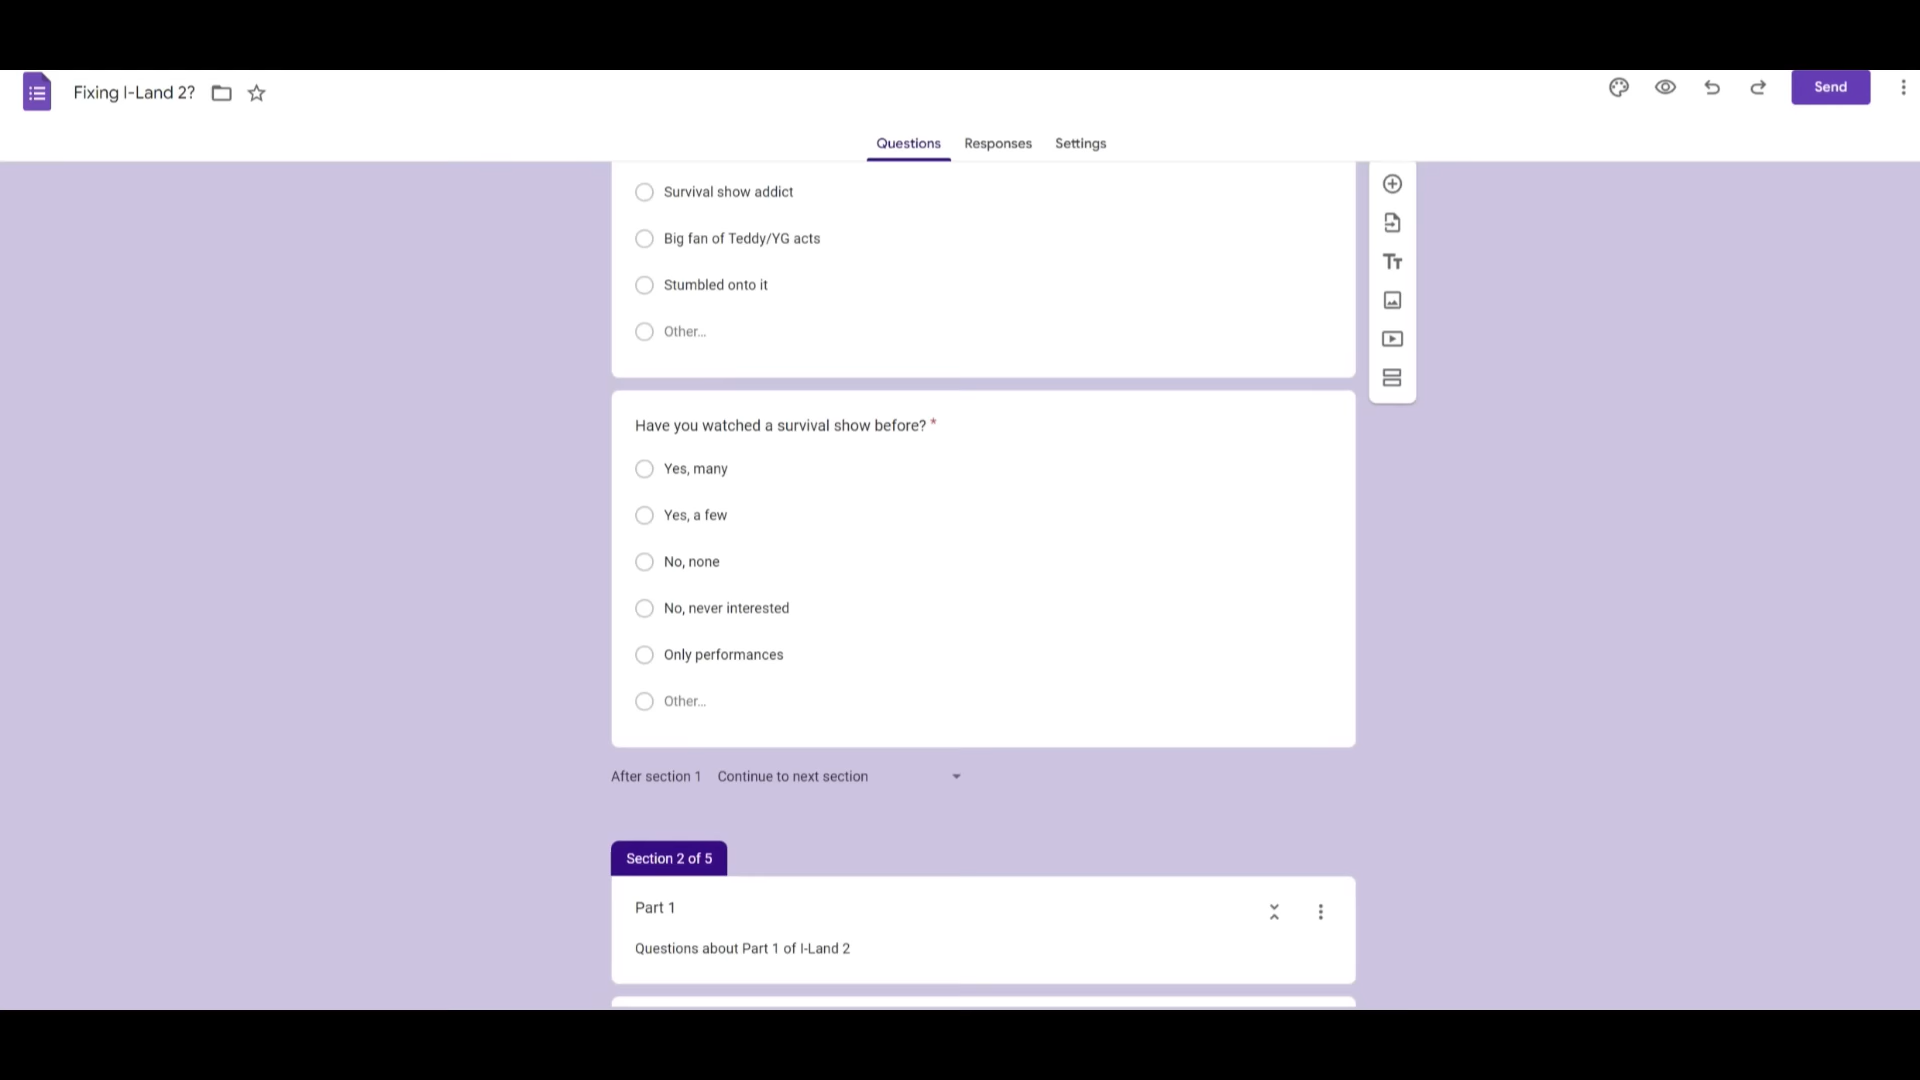 Fixing I-Land 2?
Send
Questions Responses Settings
Survival show addict
Big fan of Teddy/YG acts
Stumbled onto it
Other...
Have you watched a survival show before? *
Yes, many
Yes, a few
No, none
No, never interested
Only performances
Other...
After section 1 Continue to next section
Section 2 of 5
Part 1
Questions about Part 1 of I-Land 2